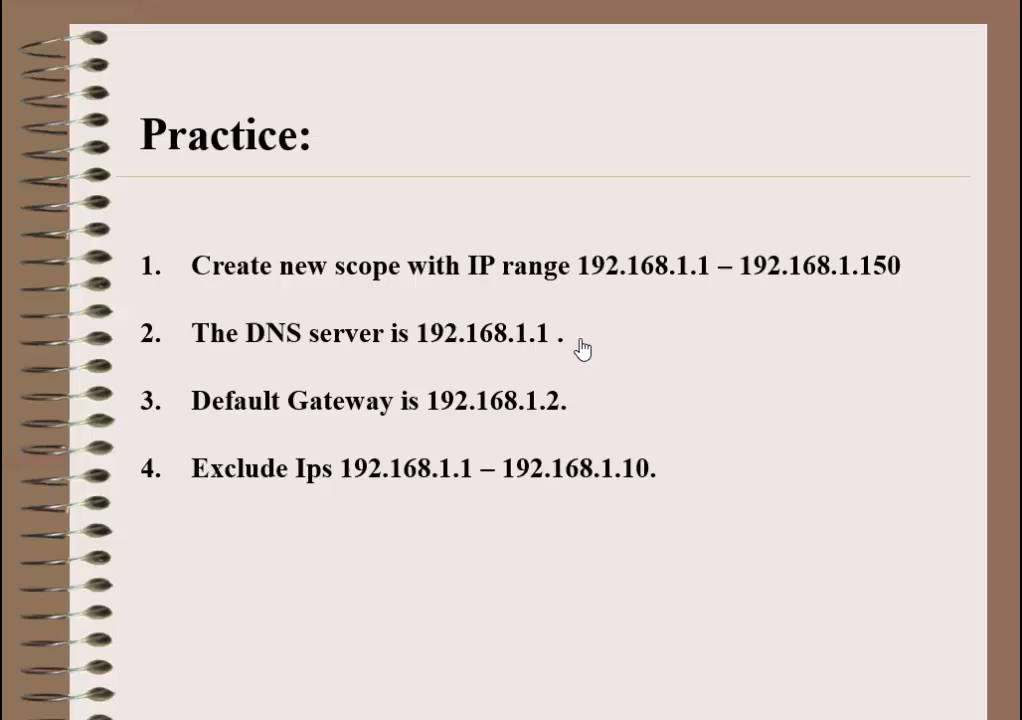 Practice:
1. Create new scope with IP range 192.168.1.1 – 192.168.1.150
2. The DNS server is 192.168.1.1 .
3. Default Gateway is 192.168.1.2.
4. Exclude Ips 192.168.1.1 – 192.168.1.10.